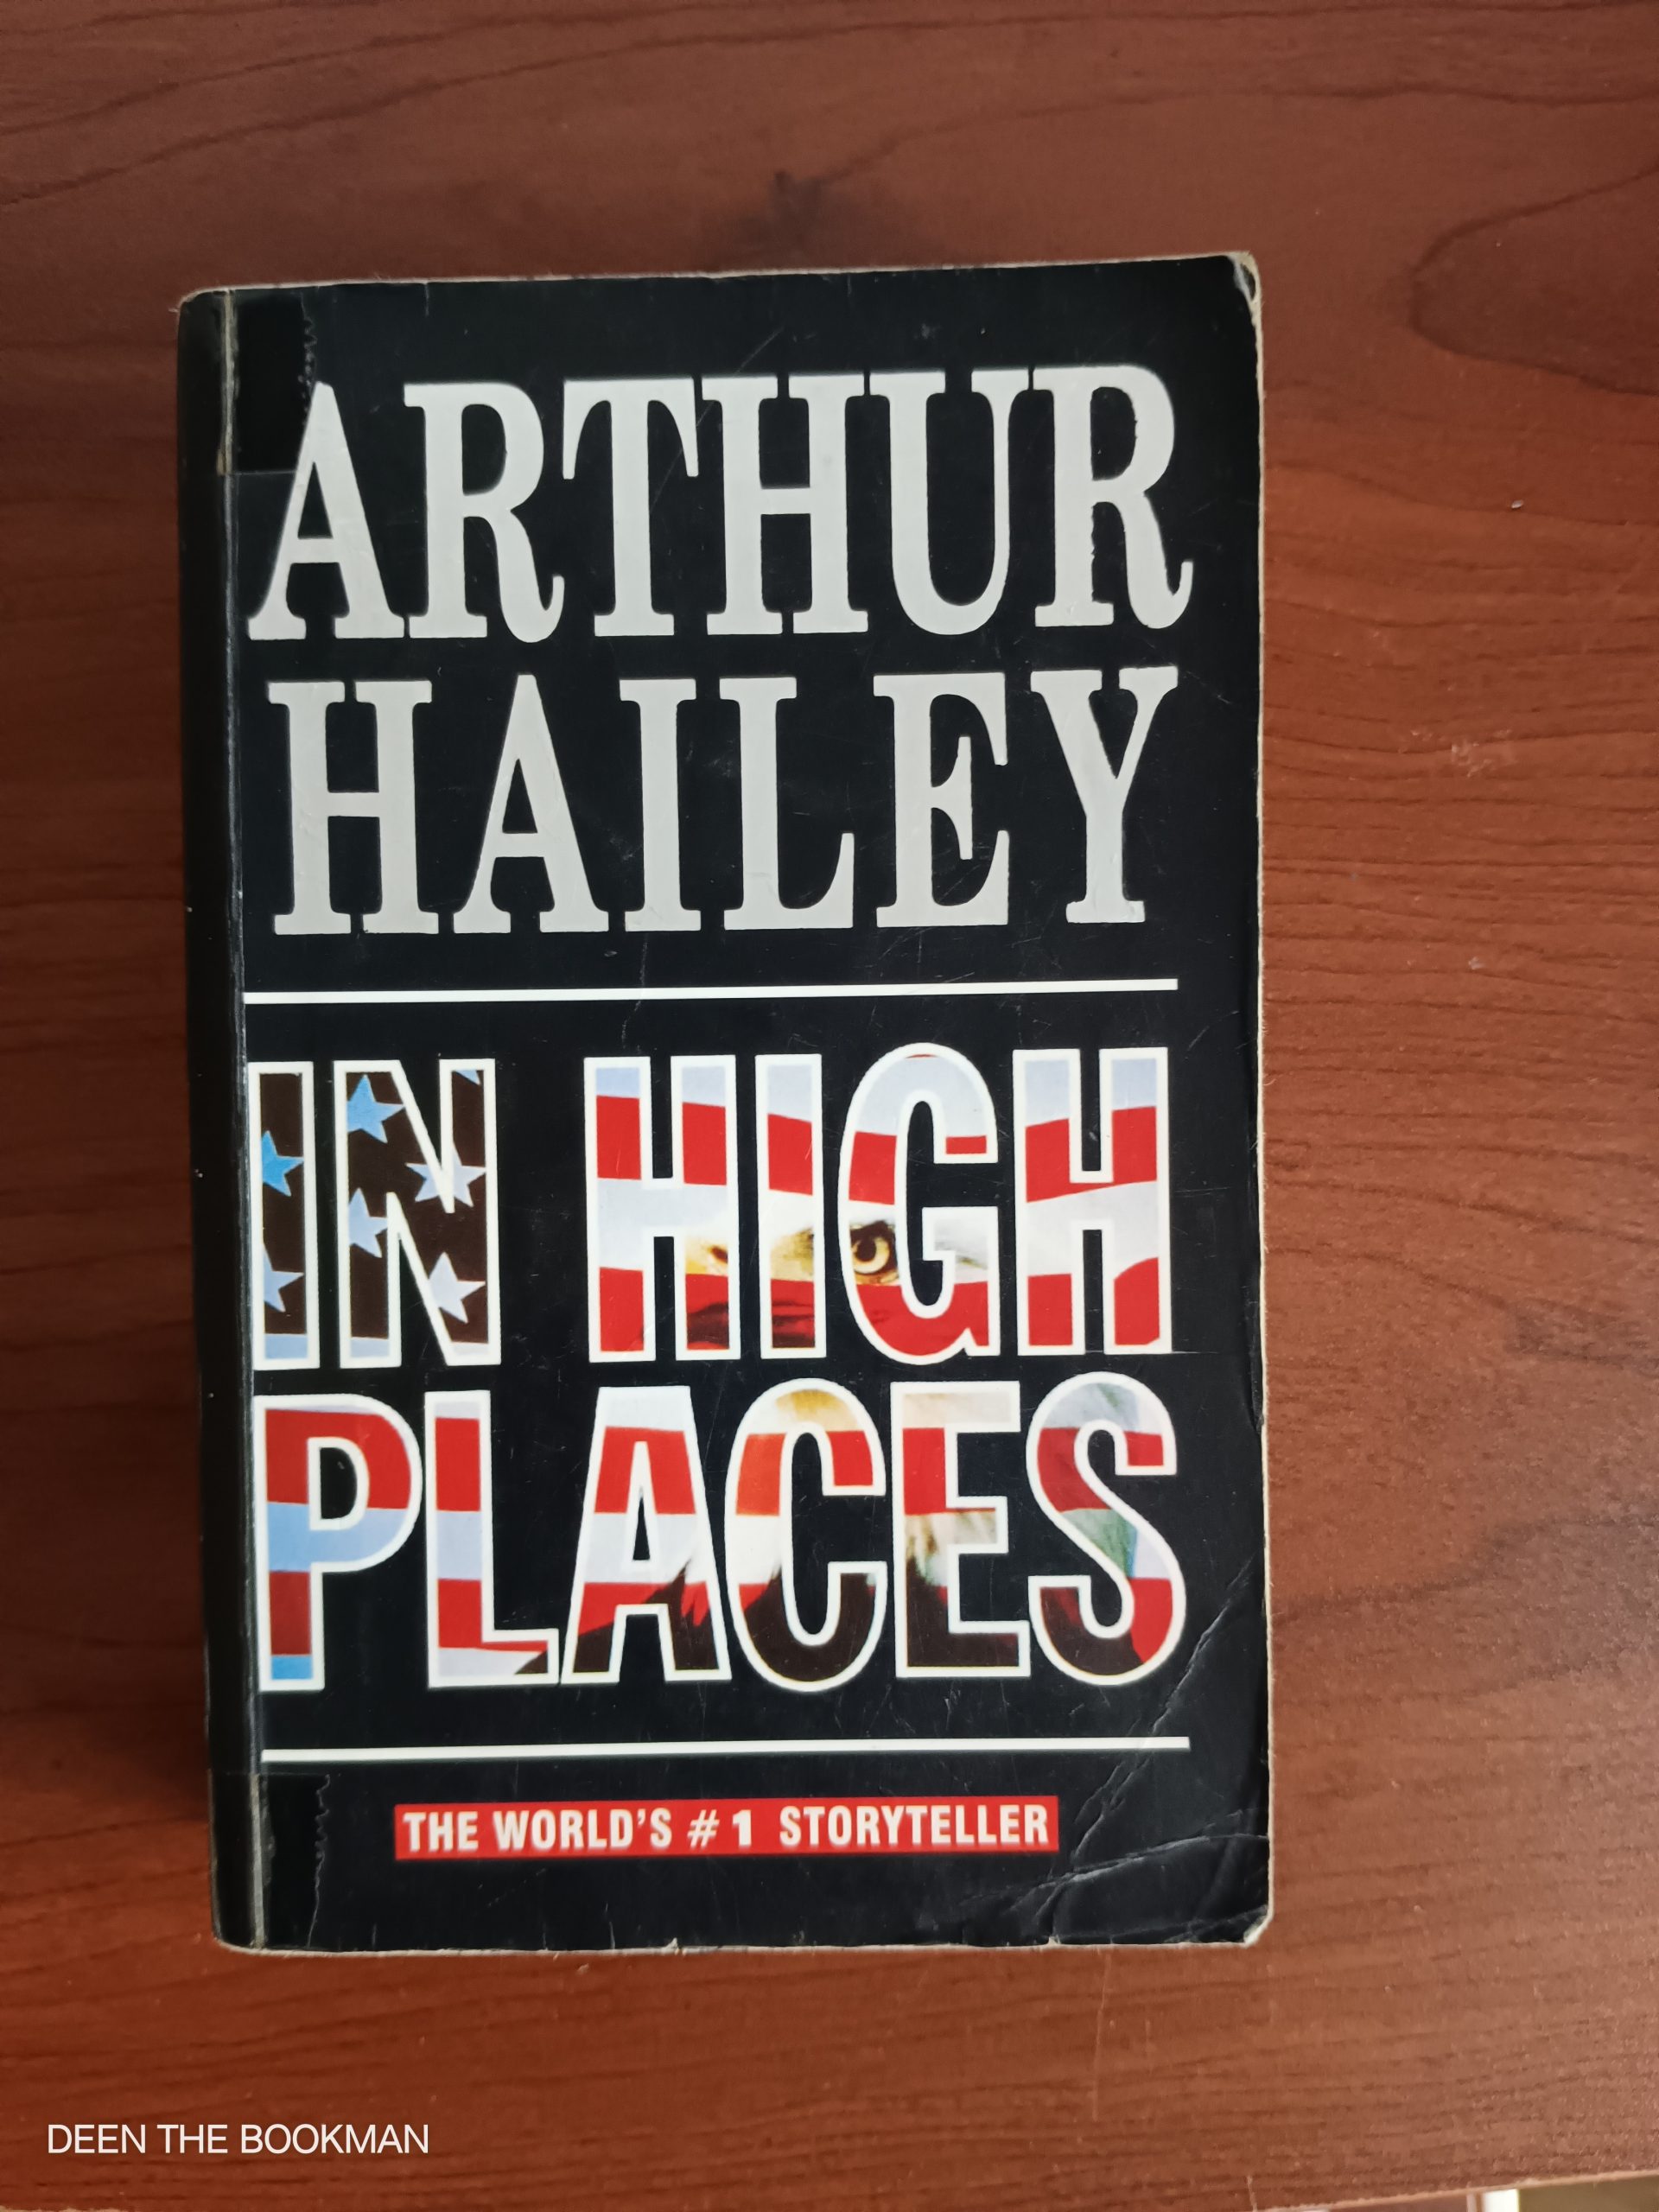 ARTHUR
HAILEY
IN HIGH
PLACES
THE WORLD'S #1 STORYTELLER
DEEN THE BOOKMAN